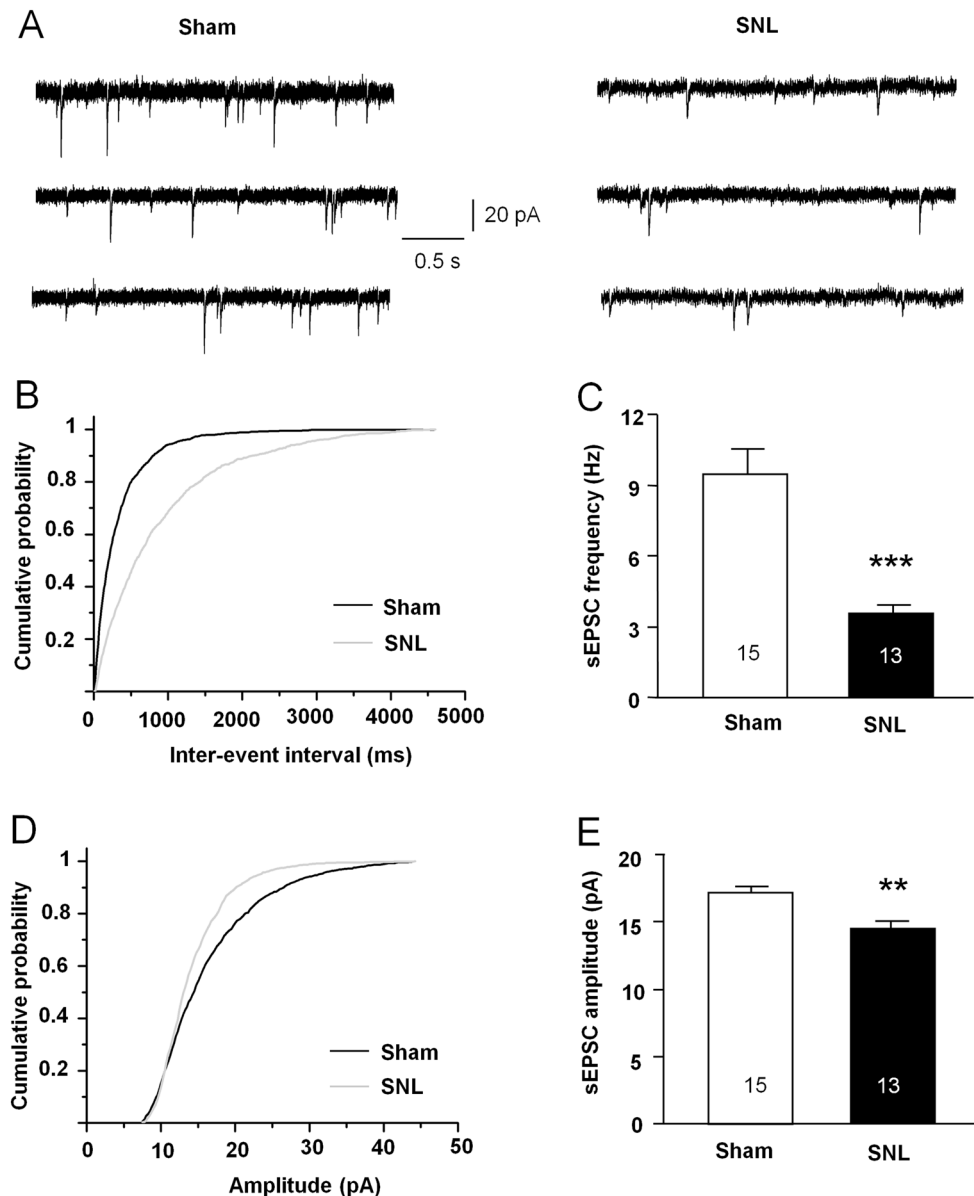 A
Sham
SNL
20 pA
0.5 s
B
Cumulative probability
1
0.8
0.6
0.4
0.2
Sham
SNL
0 1000 2000 3000 4000 5000
Inter-event interval (ms)
C
sEPSC frequency (Hz)
12
9
6
3
0
***
15
13
Sham
SNL
D
Cumulative probability
1
0.8
0.6
0.4
0.2
Sham
SNL
0 10 20 30 40 50
Amplitude (pA)
E
sEPSC amplitude (pA)
20
15
10
5
0
**
15
13
Sham
SNL